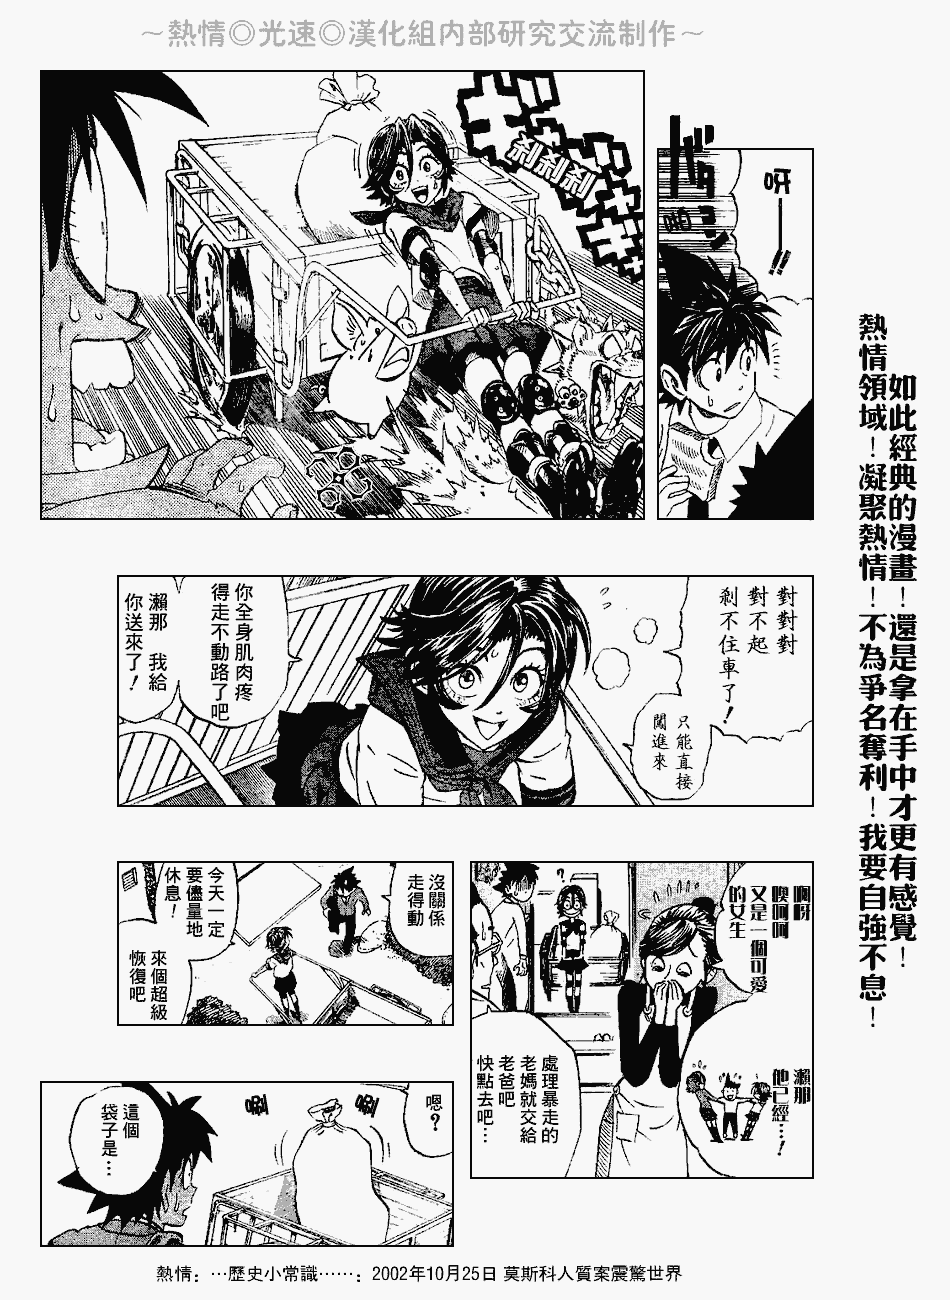 ～熱情◎光速◎漢化組內部研究交流制作～
呀——!!
剎剎剎
如此經典的漫畫！還是拿在手中才更有感覺！
熱情領域！凝聚熱情！不為爭名奪利！我要自強不息！
對對對
對不起
剎不住車了！
只能直接
闖進來
你全身肌肉疼
得走不動路了吧
瀨那 我給
你送來了！
啊呀
噢呵呵
又是一個可愛
的女生
?
瀨那
他已經…！
處理暴走的
老媽就交給
老爸吧
快點去吧…
沒關係
走得動
今天一定
要儘量地
休息！
來個超級
恢復吧
嗯？
這個
袋子是…
熱情：…歷史小常識……：2002年10月25日 莫斯科人質案震驚世界